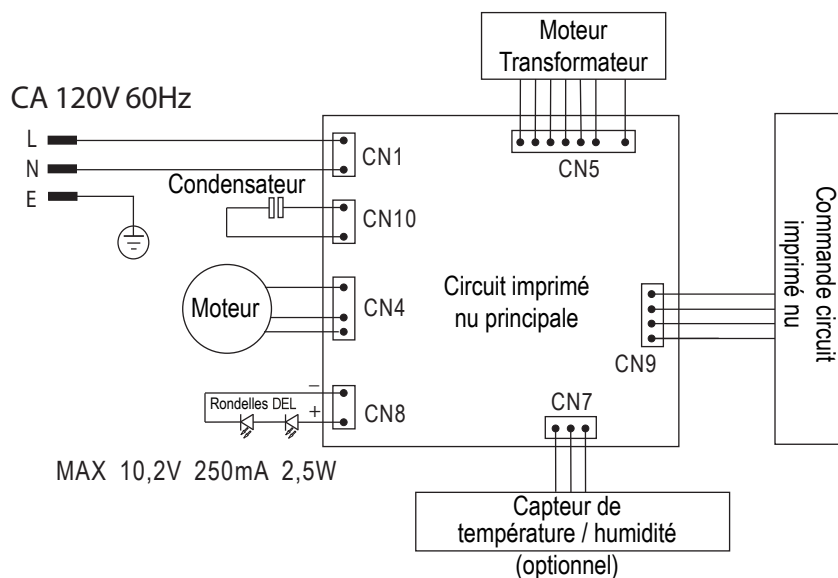 Moteur
Transformateur
CA 120V 60Hz
L
N
E
CN1
CN5
Condensateur
CN10
Moteur
CN4
Circuit imprimé
nu principale
CN9
Commande circuit
imprimé nu
Rondelles DEL
–
+
CN8
CN7
MAX 10,2V 250mA 2,5W
Capteur de
température / humidité
(optionnel)